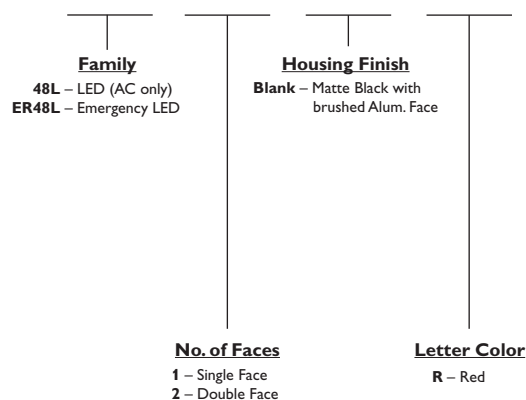 Family
48L – LED (AC only)
ER48L – Emergency LED
Housing Finish
Blank – Matte Black with
brushed Alum. Face
No. of Faces
1 – Single Face
2 – Double Face
Letter Color
R – Red